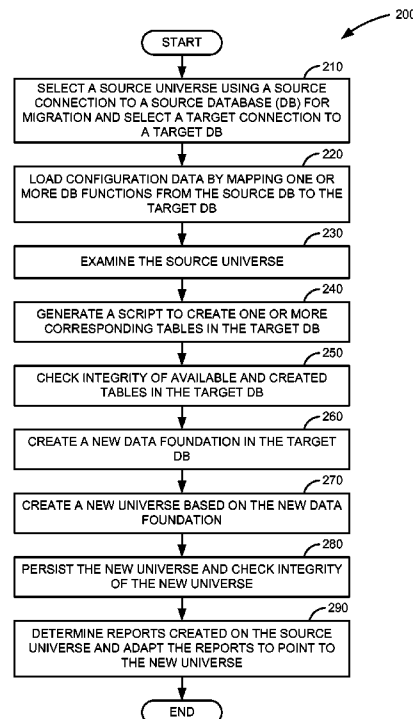 200
START
210
SELECT A SOURCE UNIVERSE USING A SOURCE
CONNECTION TO A SOURCE DATABASE (DB) FOR
MIGRATION AND SELECT A TARGET CONNECTION TO
A TARGET DB
220
LOAD CONFIGURATION DATA BY MAPPING ONE OR
MORE DB FUNCTIONS FROM THE SOURCE DB TO THE
TARGET DB
230
EXAMINE THE SOURCE UNIVERSE
240
GENERATE A SCRIPT TO CREATE ONE OR MORE
CORRESPONDING TABLES IN THE TARGET DB
250
CHECK INTEGRITY OF AVAILABLE AND CREATED
TABLES IN THE TARGET DB
260
CREATE A NEW DATA FOUNDATION IN THE TARGET
DB
270
CREATE A NEW UNIVERSE BASED ON THE NEW DATA
FOUNDATION
280
PERSIST THE NEW UNIVERSE AND CHECK INTEGRITY
OF THE NEW UNIVERSE
290
DETERMINE REPORTS CREATED ON THE SOURCE
UNIVERSE AND ADAPT THE REPORTS TO POINT TO
THE NEW UNIVERSE
END